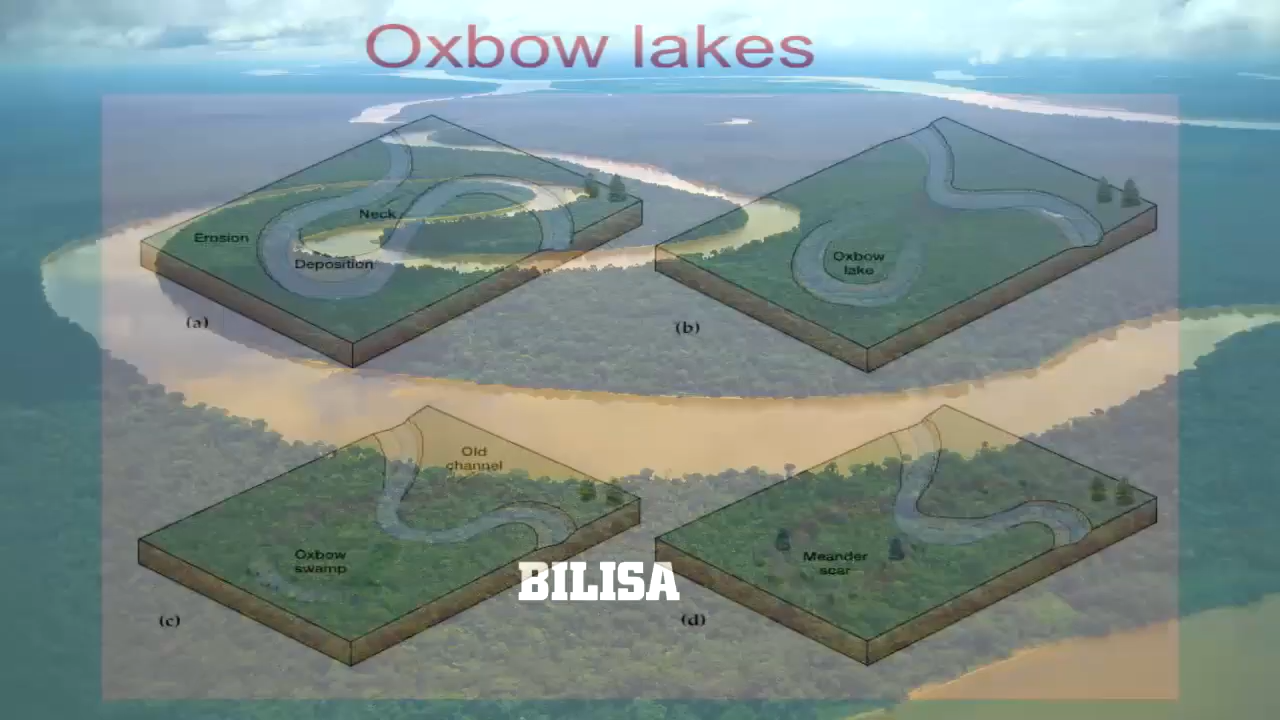 Oxbow lakes
Neck
Erosion
Deposition
(a)
Oxbow
lake
(b)
Old
channel
Oxbow
swamp
(c)
Meander
scar
(d)
BILISA